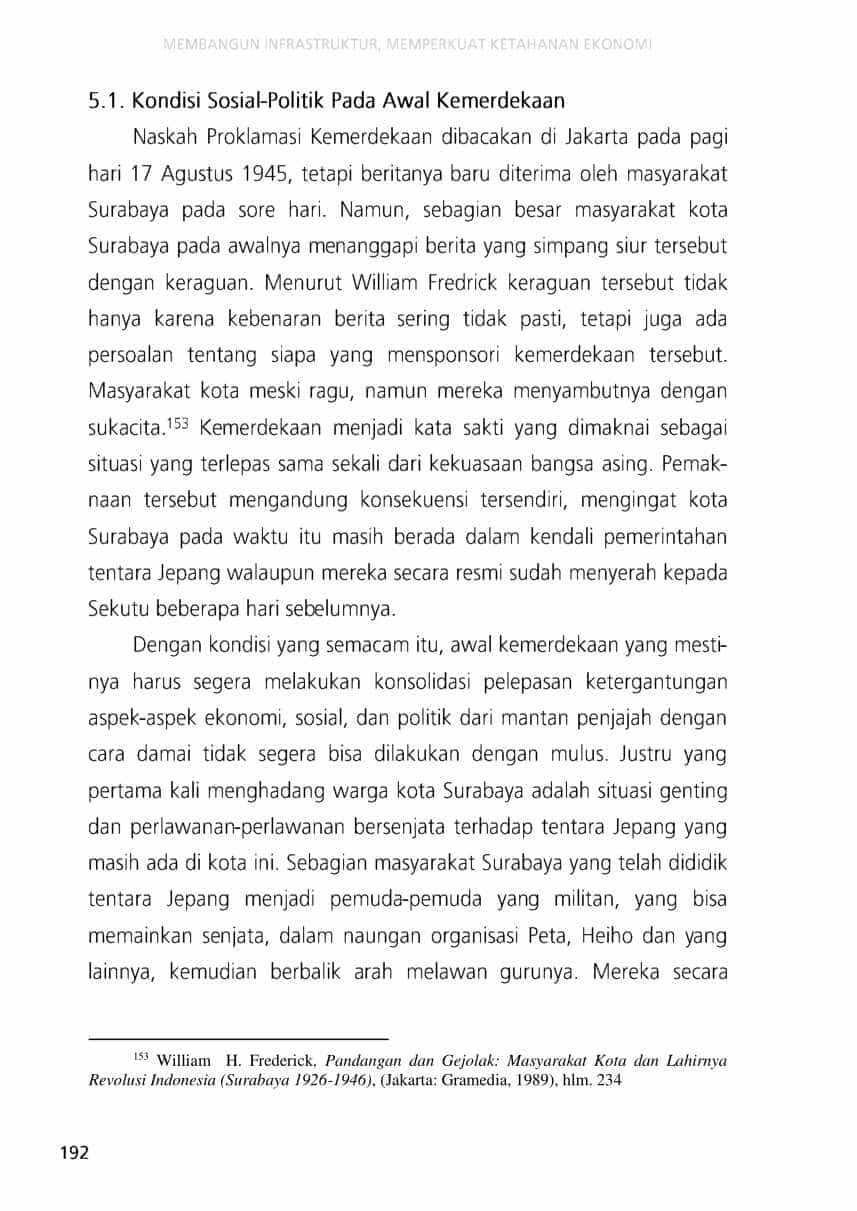 MEMBANGUN INFRASTRUKTUR, MEMPERKUAT KETAHANAN EKONOMI
5.1. Kondisi Sosial-Politik Pada Awal Kemerdekaan
Naskah Proklamasi Kemerdekaan dibacakan di Jakarta pada pagi
hari 17 Agustus 1945, tetapi beritanya baru diterima oleh masyarakat
Surabaya pada sore hari. Namun, sebagian besar masyarakat kota
Surabaya pada awalnya menanggapi berita yang simpang siur tersebut
dengan keraguan. Menurut William Fredrick keraguan tersebut tidak
hanya karena kebenaran berita sering tidak pasti, tetapi juga ada
persoalan tentang siapa yang mensponsori kemerdekaan tersebut.
Masyarakat kota meski ragu, namun mereka menyambutnya dengan
sukacita.153 Kemerdekaan menjadi kata sakti yang dimaknai sebagai
situasi yang terlepas sama sekali dari kekuasaan bangsa asing. Pemak-
naan tersebut mengandung konsekuensi tersendiri, mengingat kota
Surabaya pada waktu itu masih berada dalam kendali pemerintahan
tentara Jepang walaupun mereka secara resmi sudah menyerah kepada
Sekutu beberapa hari sebelumnya.
Dengan kondisi yang semacam itu, awal kemerdekaan yang mesti-
nya harus segera melakukan konsolidasi pelepasan ketergantungan
aspek-aspek ekonomi, sosial, dan politik dari mantan penjajah dengan
cara damai tidak segera bisa dilakukan dengan mulus. Justru yang
pertama kali menghadang warga kota Surabaya adalah situasi genting
dan perlawanan-perlawanan bersenjata terhadap tentara Jepang yang
masih ada di kota ini. Sebagian masyarakat Surabaya yang telah dididik
tentara Jepang menjadi pemuda-pemuda yang militan, yang bisa
memainkan senjata, dalam naungan organisasi Peta, Heiho dan yang
lainnya, kemudian berbalik arah melawan gurunya. Mereka secara
153 William H. Frederick, Pandangan dan Gejolak: Masyarakat Kota dan Lahirnya
Revolusi Indonesia (Surabaya 1926-1946), (Jakarta: Gramedia, 1989), hlm. 234
192